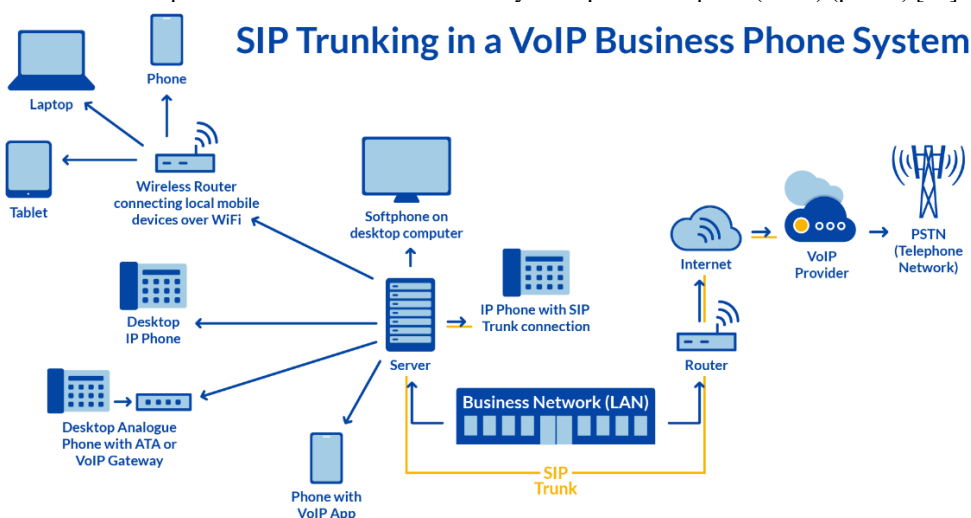 SIP Trunking in a VoIP Business Phone System
Phone
Laptop
Tablet
Wireless Router
connecting local mobile
devices over WiFi
Softphone on
desktop computer
Internet
VoIP
Provider
PSTN
(Telephone
Network)
Desktop
IP Phone
IP Phone with SIP
Trunk connection
Server
Router
Business Network (LAN)
Desktop Analogue
Phone with ATA or
VoIP Gateway
SIP
Trunk
Phone with
VoIP App